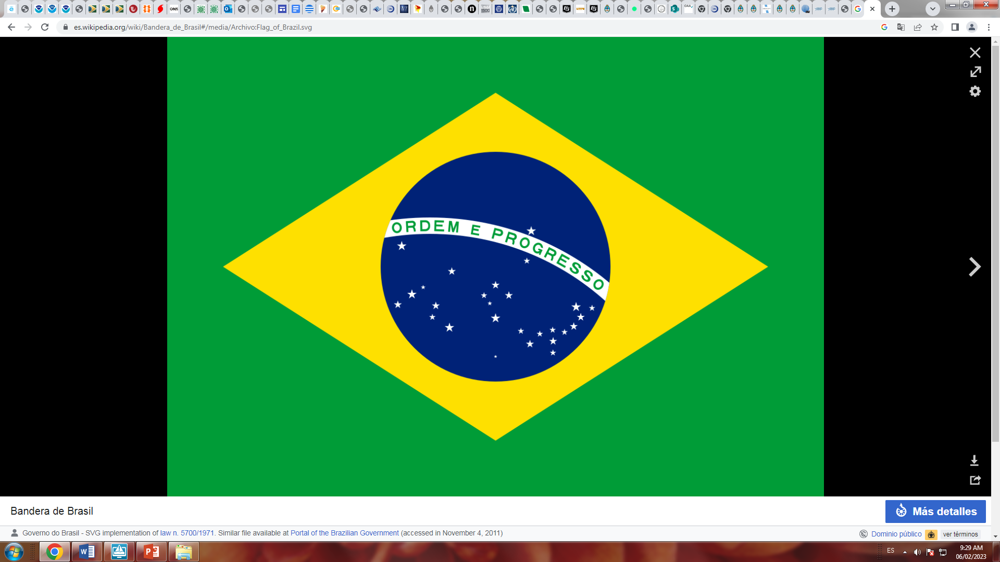 ONS
es.wikipedia.org/wiki/Bandera_de_Brasil#/media/Archivo:Flag_of_Brazil.svg
ORDEM E PROGRESSO
Bandera de Brasil
Más detalles
Governo do Brasil - SVG implementation of law n. 5700/1971. Similar file available at Portal of the Brazilian Government (accessed in November 4, 2011)
Dominio público
ver términos
ES
9:29 AM
06/02/2023